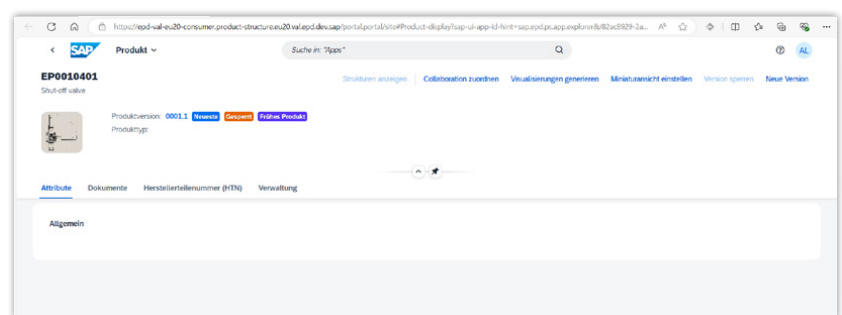 https://epd-val-eu20-consumer.product-structure.eu20.val.epd.dev.sap/portal.portal/site#Product-display?sap-ui-app-id-hint=sap.epd.ps.app.explorer&/82ac8929-2a...
SAP Produkt Suche in: "Apps" AL
EP0010401
Shut-off valve
Strukturen anzeigen Collaboration zuordnen Visualisierungen generieren Miniaturansicht einstellen Version sperren Neue Version
Produktversion: 0001.1 Neueste Gesperrt Frühes Produkt
Produkttyp:
Attribute Dokumente Herstellerteilenummer (HTN) Verwaltung
Allgemein